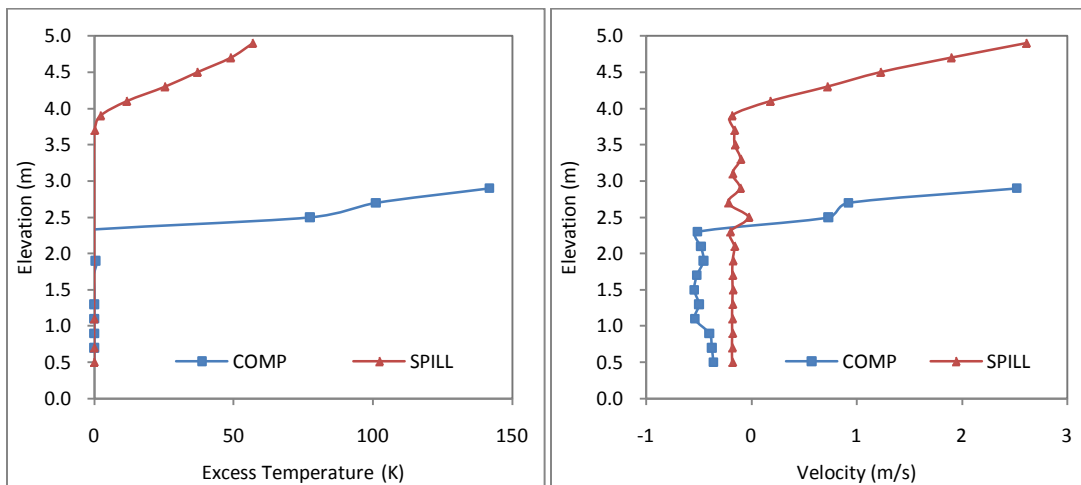 5.0
4.5
4.0
3.5
3.0
2.5
2.0
1.5
1.0
0.5
0.0
Elevation (m)
COMP SPILL
0 50 100 150
Excess Temperature (K)
5.0
4.5
4.0
3.5
3.0
2.5
2.0
1.5
1.0
0.5
0.0
Elevation (m)
COMP SPILL
-1 0 1 2 3
Velocity (m/s)